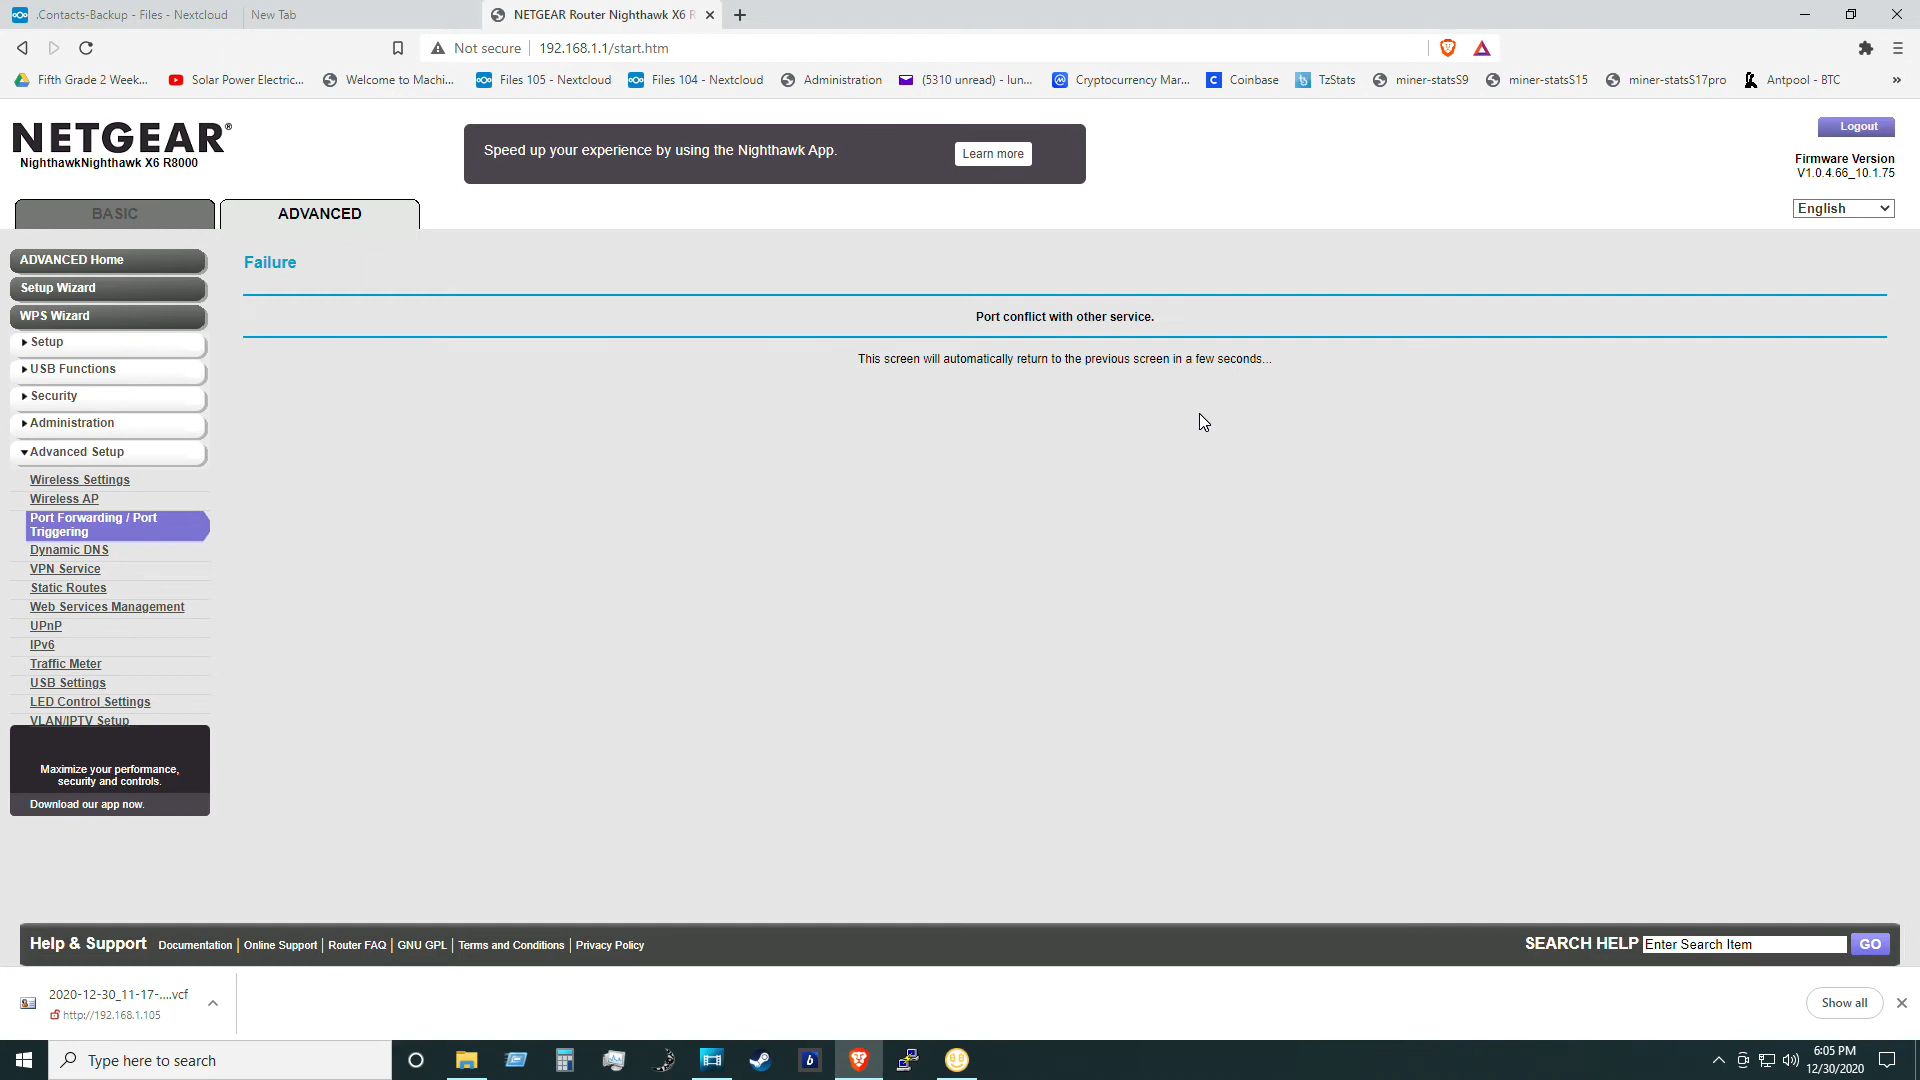 .Contacts-Backup - Files - Nextcloud
New Tab
NETGEAR Router Nighthawk X6 R
Not secure
192.168.1.1/start.htm
Fifth Grade 2 Week...
Solar Power Electric...
Welcome to Machi...
Files 105 - Nextcloud
Files 104 - Nextcloud
Administration
(5310 unread) - lun...
Cryptocurrency Mar...
Coinbase
TzStats
miner-statsS9
miner-statsS15
miner-statsS17pro
Antpool - BTC
»
NETGEAR®
NighthawkNighthawk X6 R8000
Speed up your experience by using the Nighthawk App.
Learn more
Logout
Firmware Version
V1.0.4.66_10.1.75
English
BASIC
ADVANCED
ADVANCED Home
Setup Wizard
WPS Wizard
Setup
USB Functions
Security
Administration
Advanced Setup
Wireless Settings
Wireless AP
Port Forwarding / Port
Triggering
Dynamic DNS
VPN Service
Static Routes
Web Services Management
UPnP
IPv6
Traffic Meter
USB Settings
LED Control Settings
VLAN/IPTV Setup
Maximize your performance,
security and controls.
Download our app now.
Failure
Port conflict with other service.
This screen will automatically return to the previous screen in a few seconds...
Help & Support
Documentation | Online Support | Router FAQ | GNU GPL | Terms and Conditions | Privacy Policy
SEARCH HELP
Enter Search Item
GO
2020-12-30_11-17-....vcf
http://192.168.1.105
Show all
Type here to search
6:05 PM
12/30/2020